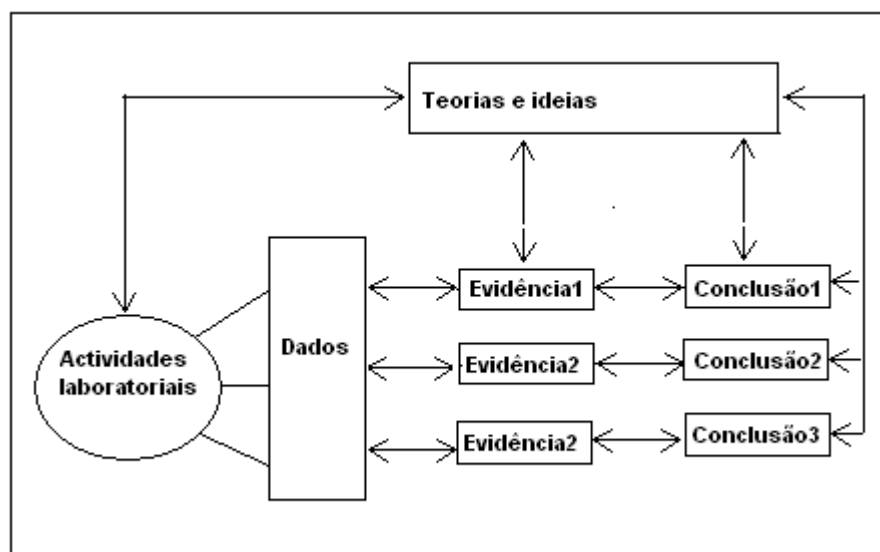 Teorias e ideias
Actividades
laboratoriais
Dados
Evidência1
Conclusão1
Evidência2
Conclusão2
Evidência2
Conclusão3